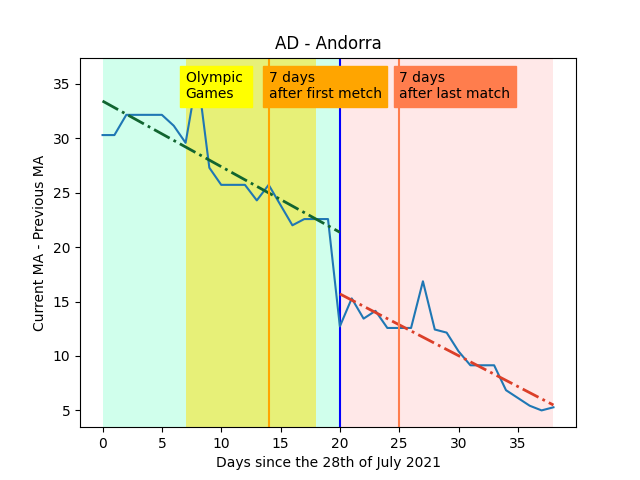 AD - Andorra
Olympic
Games
7 days
after first metch
7 days
after last match
Current MA - Previous MA
35
30
25
20
15
10
5
0 5 10 15 20 25 30 35
Days since the 28th of July 2021